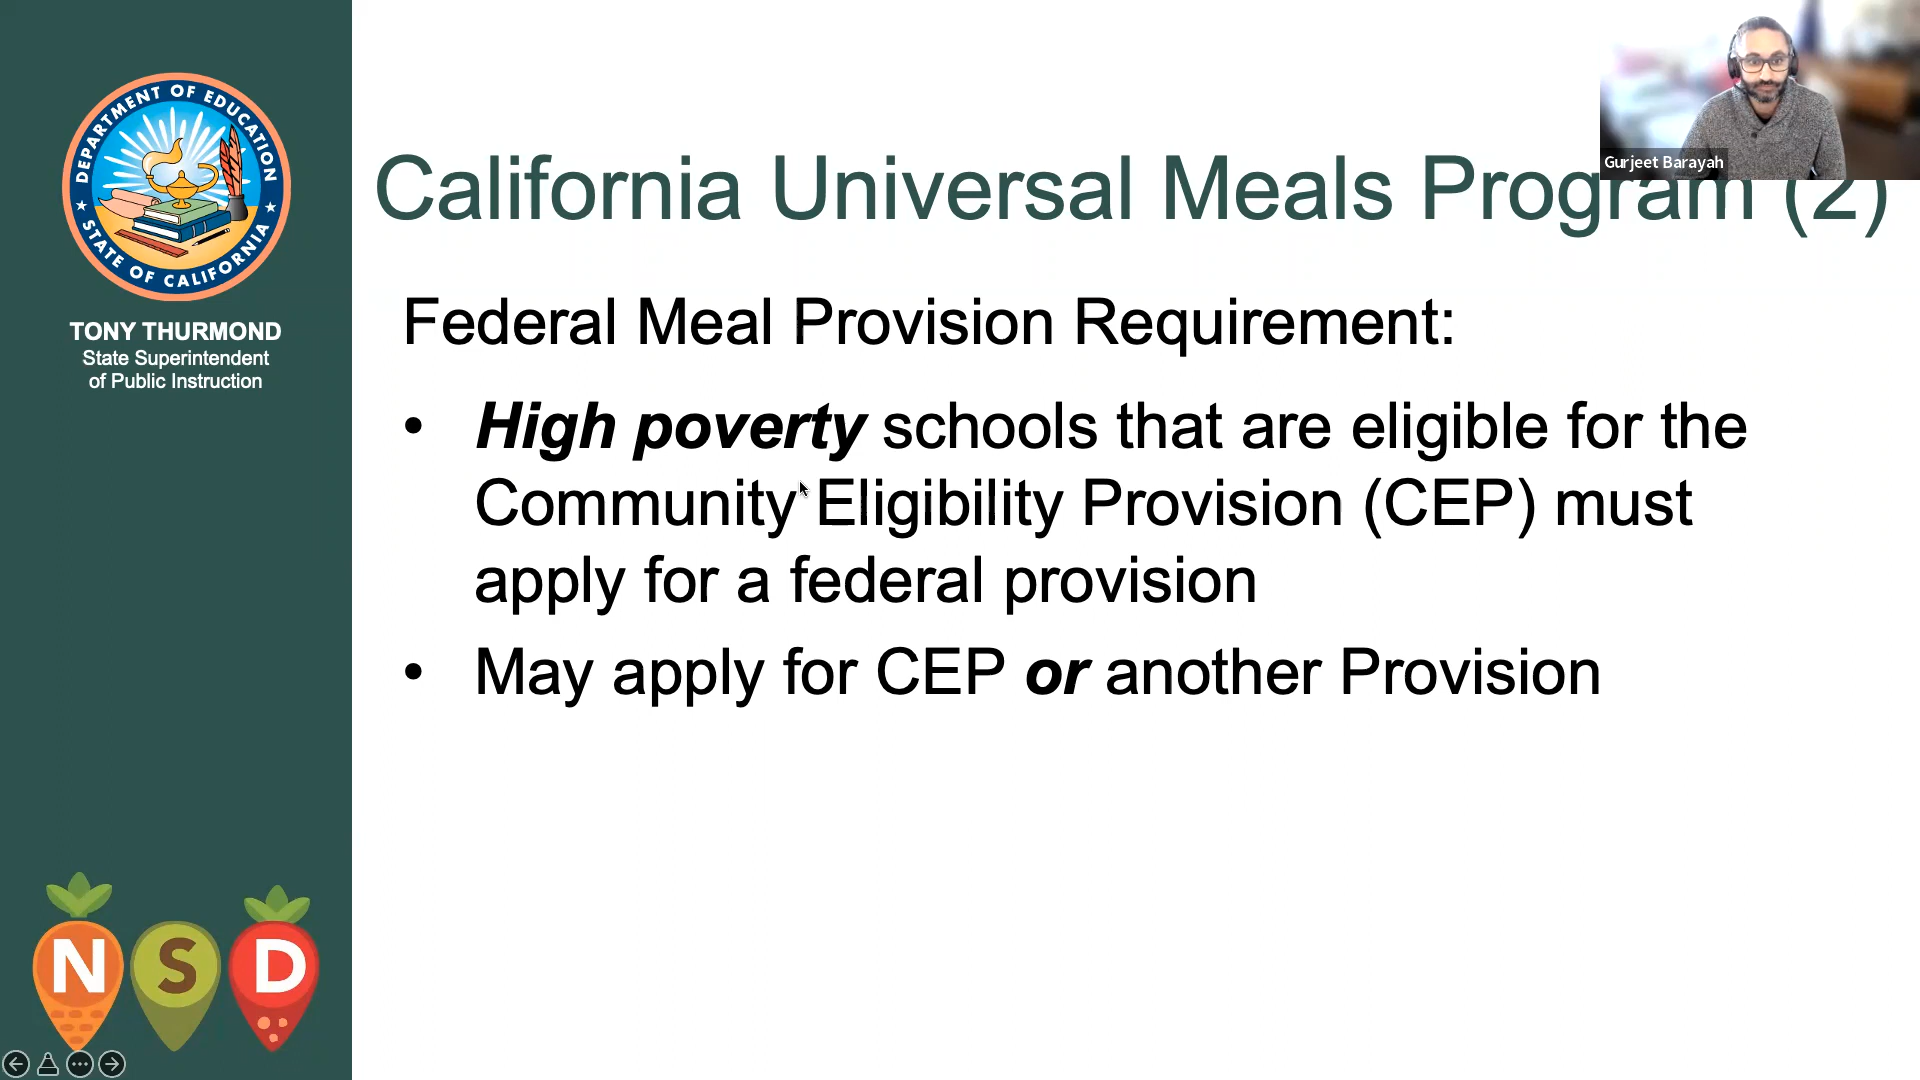 DEPARTMENT OF EDUCATION
STATE OF CALIFORNIA
TONY THURMOND
State Superintendent
of Public Instruction
Gurjeet Barayah
California Universal Meals Program (2)
Federal Meal Provision Requirement:
• High poverty schools that are eligible for the
Community Eligibility Provision (CEP) must
apply for a federal provision
• May apply for CEP or another Provision
N S D